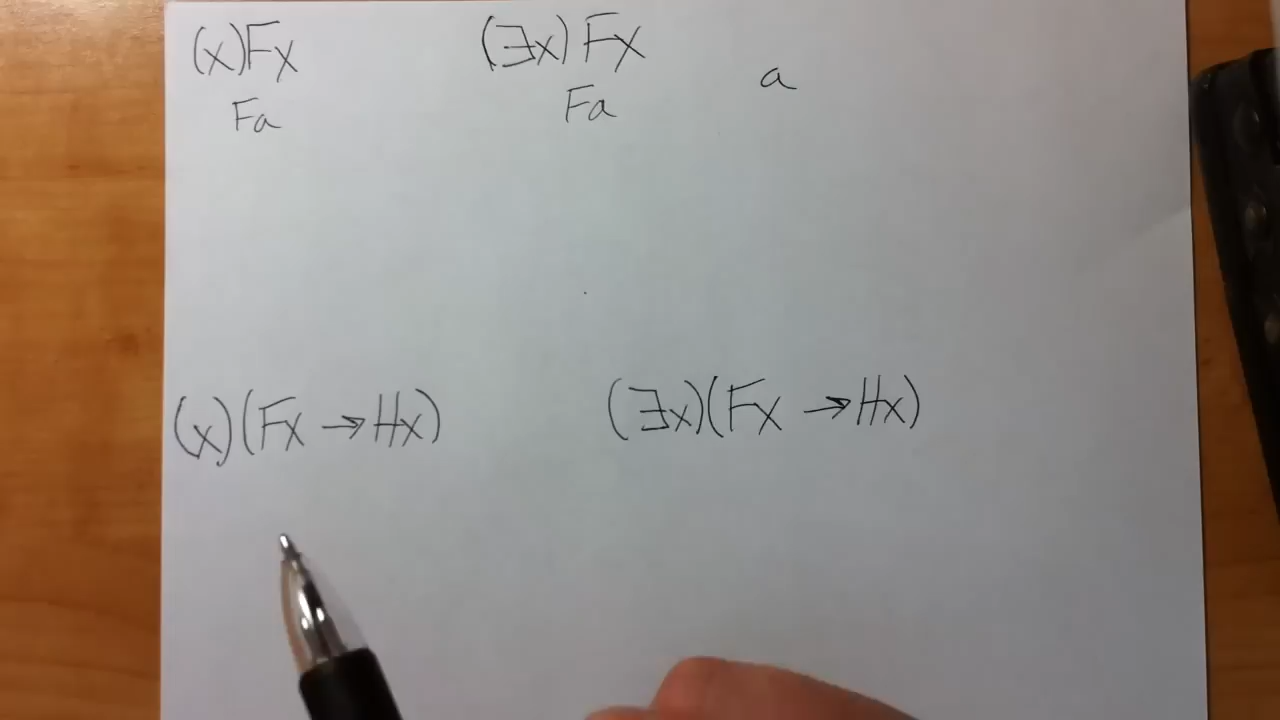 (x)Fx (∃x)Fx a
Fa Fa
(x)(Fx → Hx) (∃x)(Fx → Hx)